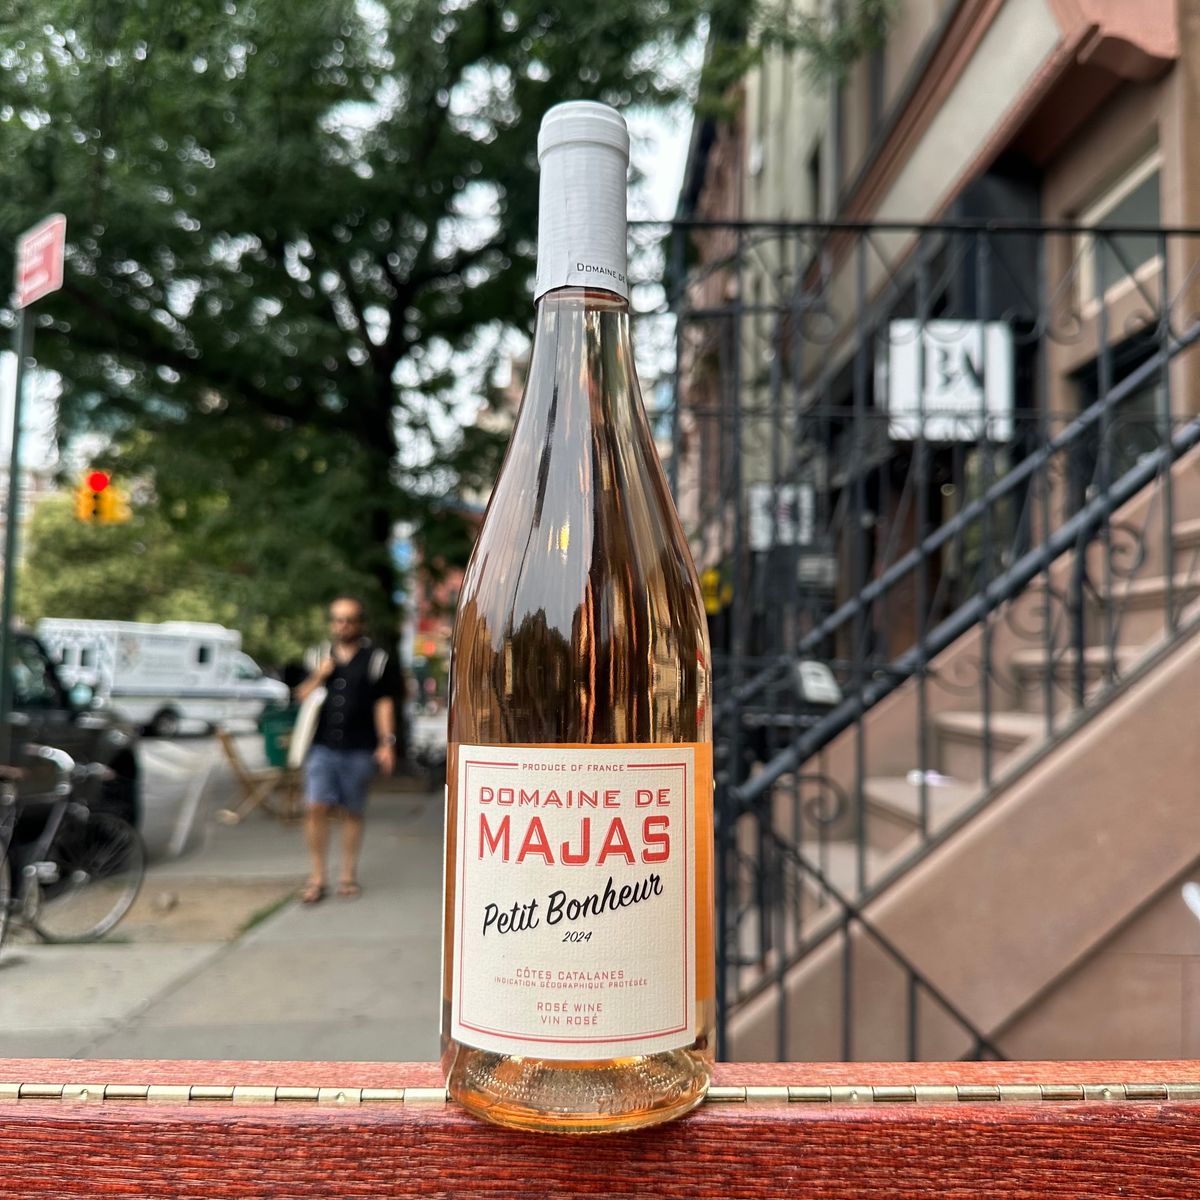 DOMAINE DE
PRODUCE OF FRANCE
DOMAINE DE
MAJAS
Petit Bonheur
2024
CÔTES CATALANES
INDICATION GÉOGRAPHIQUE PROTÉGÉE
ROSÉ WINE
VIN ROSÉ